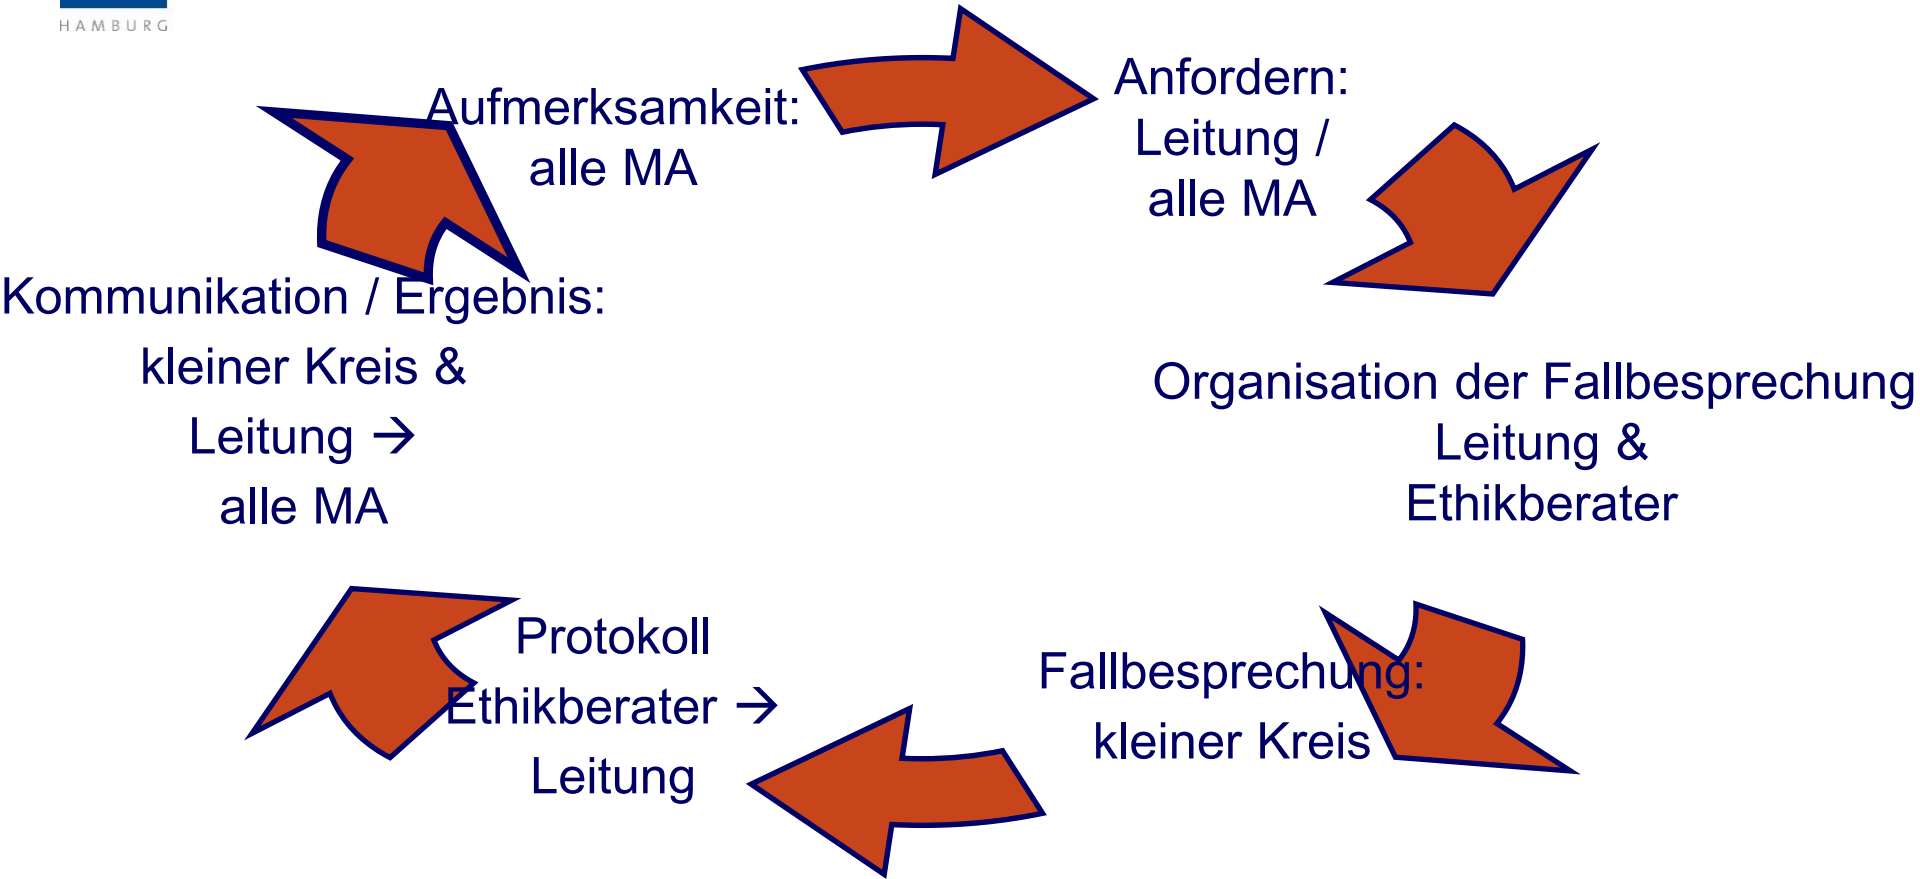 HAMBURG
Aufmerksamkeit:
alle MA
Anfordern:
Leitung /
alle MA
Organisation der Fallbesprechung
Leitung &
Ethikberater
Fallbesprechung:
kleiner Kreis
Protokoll
Ethikberater →
Leitung
Kommunikation / Ergebnis:
kleiner Kreis &
Leitung →
alle MA